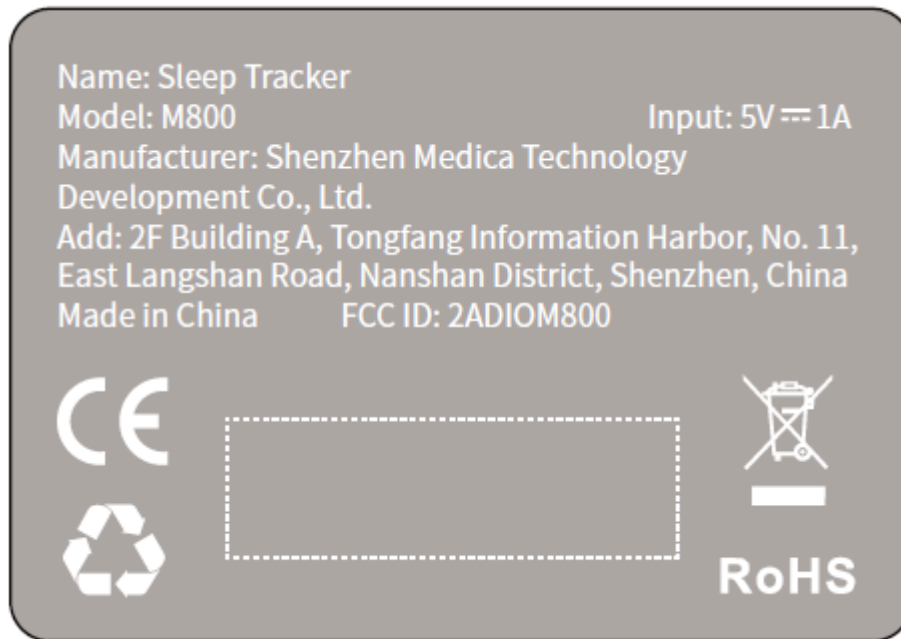 Name: Sleep Tracker
Model: M800 Input: 5V⎓1A
Manufacturer: Shenzhen Medica Technology
Development Co., Ltd.
Add: 2F Building A, Tongfang Information Harbor, No. 11,
East Langshan Road, Nanshan District, Shenzhen, China
Made in China FCC ID: 2ADIOM800
CE
RoHS